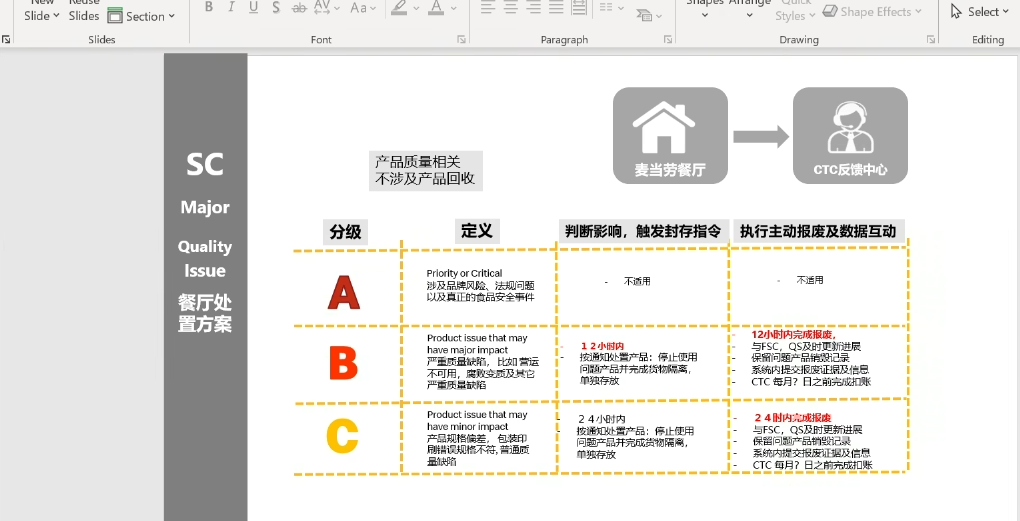 New
Reuse
Slide
Slides
Section
B I U S ab AV Aa A
Shapes Arrange Quick
Styles
Shape Effects
Select
Slides
Font
Paragraph
Drawing
Editing
SC
Major
Quality
Issue
餐厅处
置方案
麦当劳餐厅
CTC反馈中心
产品质量相关
不涉及产品回收
分级
定义
判断影响，触发封存指令
执行主动报废及数据互动
A
Priority or Critical
涉及品牌风险、法规问题
以及真正的食品安全事件
- 不适用
- 不适用
B
Product issue that may
have major impact
严重质量缺陷， 比如 营运
不可用，腐败变质及其它
严重质量缺陷
- 12小时内
- 按通知处置产品：停止使用
问题产品并完成货物隔离，
单独存放
- 12小时内完成报废，
- 与FSC，QS及时更新进展
- 保留问题产品销毁记录
- 系统内提交报废证据及信息
- CTC 每月？日之前完成扣账
C
Product issue that may
have minor impact
产品规格偏差， 包装印
刷错误规格不符, 普通质
量缺陷
- 24小时内
- 按通知处置产品：停止使用
问题产品并完成货物隔离，
单独存放
- 24时内完成报废
- 与FSC，QS及时更新进展
- 保留问题产品销毁记录
- 系统内提交报废证据及信息
- CTC 每月？日之前完成扣账